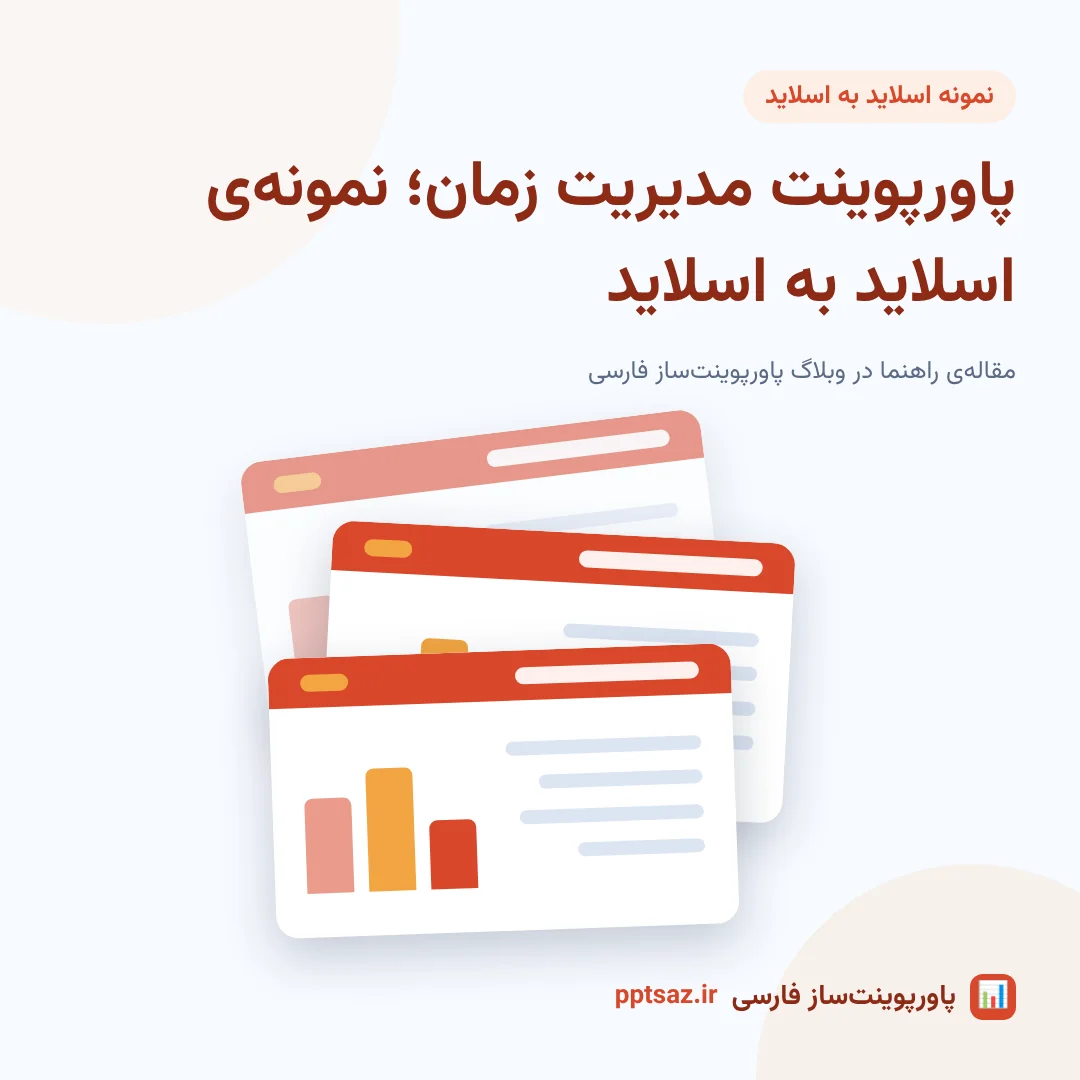 نمونه اسلاید به اسلاید
پاورپوینت مدیریت زمان؛ نمونه‌ی
اسلاید به اسلاید
مقاله‌ی راهنما در وبلاگ پاورپوینت‌ساز فارسی
پاورپوینت‌ساز فارسی pptsaz.ir